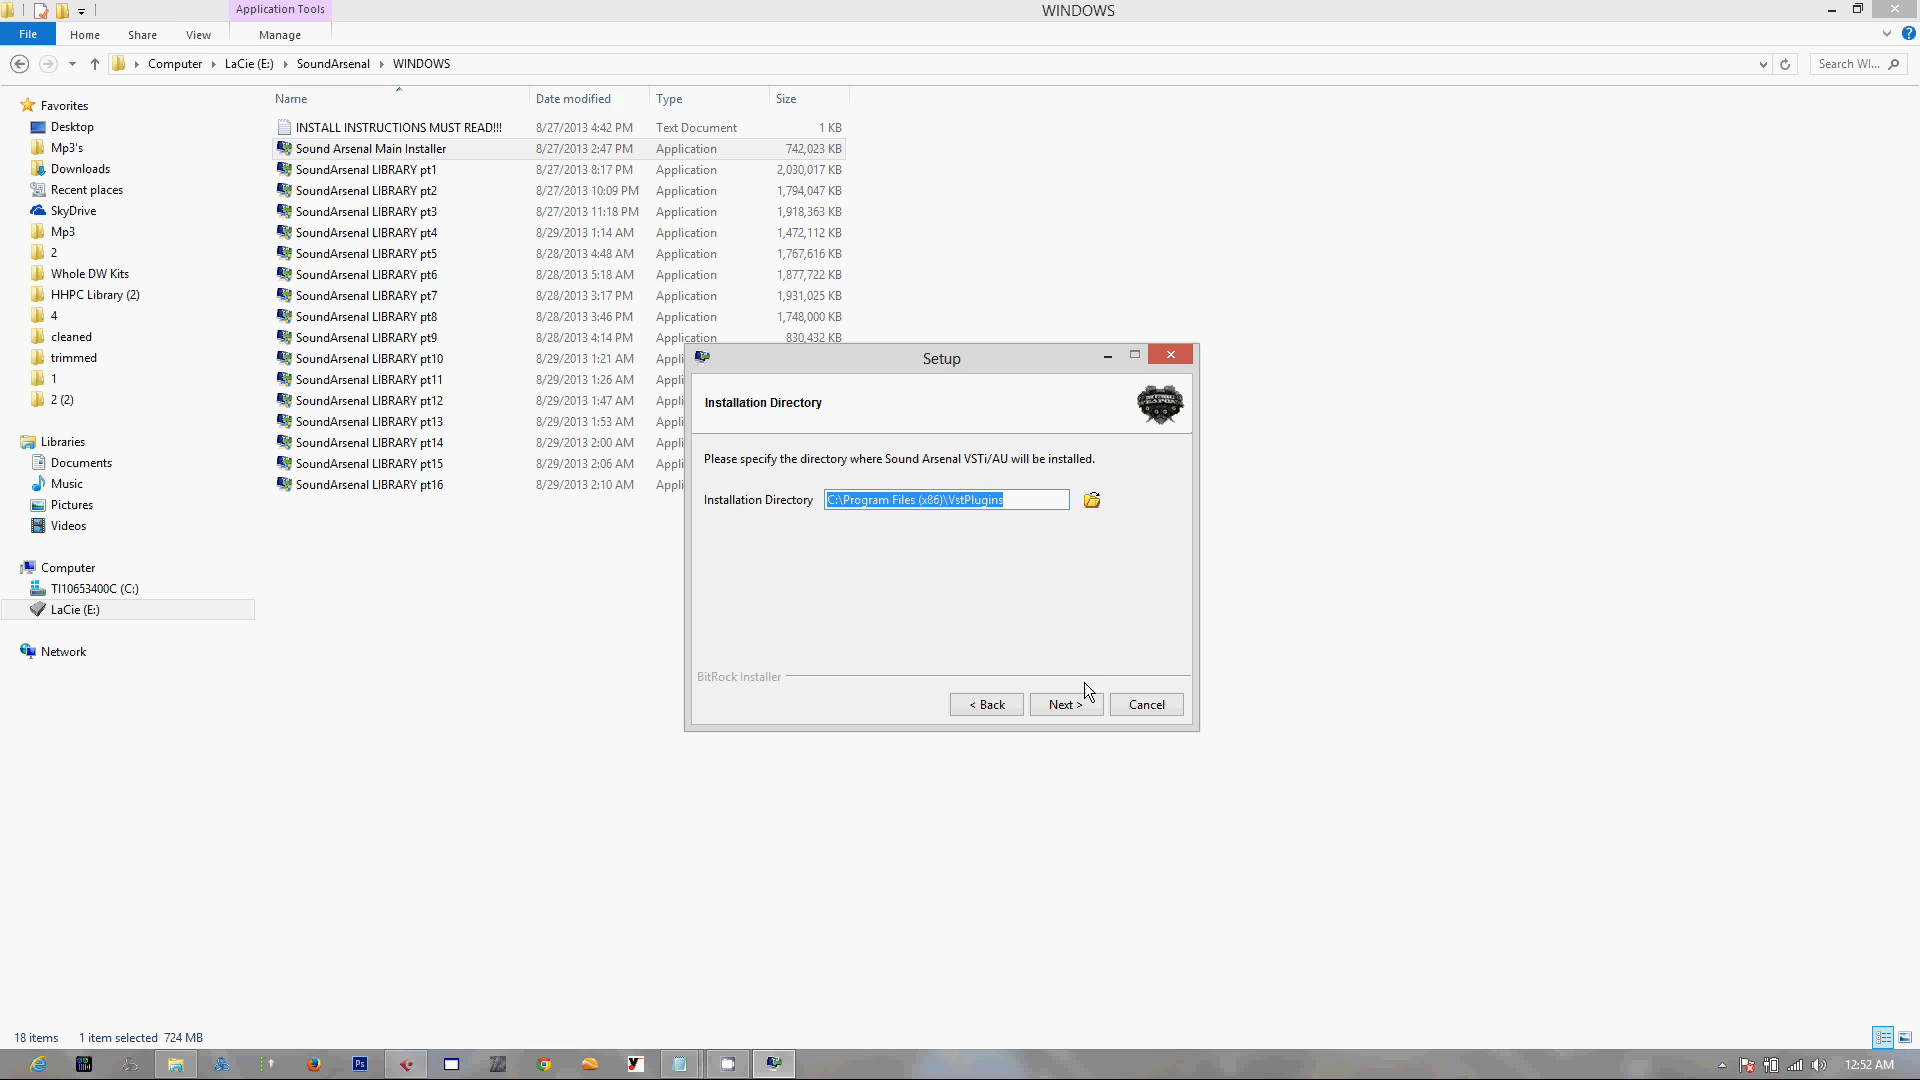 Application Tools
WINDOWS
File
Home
Share
View
Manage
Computer
LaCie (E:)
SoundArsenal
WINDOWS
Search WI...
Name
Date modified
Type
Size
Favorites
Desktop
Mp3's
Downloads
Recent places
SkyDrive
Mp3
2
Whole DW Kits
HHPC Library (2)
4
cleaned
trimmed
1
2 (2)
Libraries
Documents
Music
Pictures
Videos
Computer
TI10653400C (C:)
LaCie (E:)
Network
INSTALL INSTRUCTIONS MUST READ!!! 8/27/2013 4:42 PM Text Document 1 KB
Sound Arsenal Main Installer 8/27/2013 2:47 PM Application 742,023 KB
SoundArsenal LIBRARY pt1 8/27/2013 8:17 PM Application 2,030,017 KB
SoundArsenal LIBRARY pt2 8/27/2013 10:09 PM Application 1,794,047 KB
SoundArsenal LIBRARY pt3 8/27/2013 11:18 PM Application 1,918,363 KB
SoundArsenal LIBRARY pt4 8/29/2013 1:14 AM Application 1,472,112 KB
SoundArsenal LIBRARY pt5 8/28/2013 4:48 AM Application 1,767,616 KB
SoundArsenal LIBRARY pt6 8/28/2013 5:18 AM Application 1,877,722 KB
SoundArsenal LIBRARY pt7 8/28/2013 3:17 PM Application 1,931,025 KB
SoundArsenal LIBRARY pt8 8/28/2013 3:46 PM Application 1,748,000 KB
SoundArsenal LIBRARY pt9 8/28/2013 4:14 PM Application 830,432 KB
SoundArsenal LIBRARY pt10 8/29/2013 1:21 AM Appli
SoundArsenal LIBRARY pt11 8/29/2013 1:26 AM Appli
SoundArsenal LIBRARY pt12 8/29/2013 1:47 AM Appli
SoundArsenal LIBRARY pt13 8/29/2013 1:53 AM Appli
SoundArsenal LIBRARY pt14 8/29/2013 2:00 AM Appli
SoundArsenal LIBRARY pt15 8/29/2013 2:06 AM Appli
SoundArsenal LIBRARY pt16 8/29/2013 2:10 AM Appli
Setup
Installation Directory
Please specify the directory where Sound Arsenal VSTi/AU will be installed.
Installation Directory C:\Program Files (x86)\VstPlugins
BitRock Installer
< Back
Next >
Cancel
18 items 1 item selected 724 MB
Ps
12:52 AM